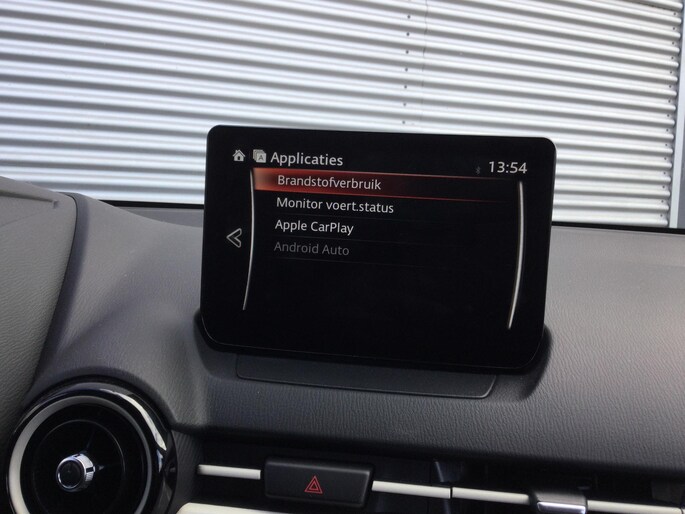 Applicaties
13:54
Brandstofverbruik
Monitor voert.status
Apple CarPlay
Android Auto